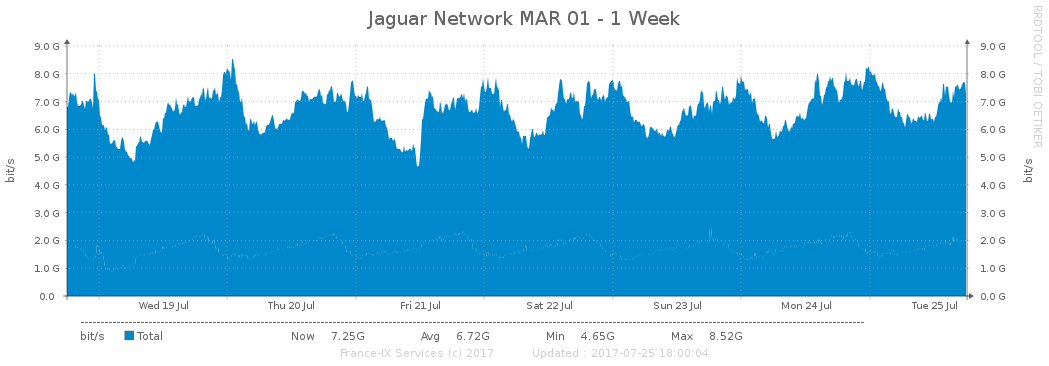 Jaguar Network MAR 01 - 1 Week
RRDTOOL / TOBI OETIKER
bit/s
9.0 G
8.0 G
7.0 G
6.0 G
5.0 G
4.0 G
3.0 G
2.0 G
1.0 G
0.0
9.0 G
8.0 G
7.0 G
6.0 G
5.0 G
4.0 G
3.0 G
2.0 G
1.0 G
0.0 G
bit/s
Wed 19 Jul Thu 20 Jul Fri 21 Jul Sat 22 Jul Sun 23 Jul Mon 24 Jul Tue 25 Jul
bit/s Total Now 7.25G Avg 6.72G Min 4.65G Max 8.52G
France-IX Services (c) 2017 Updated : 2017-07-25 18:00:04